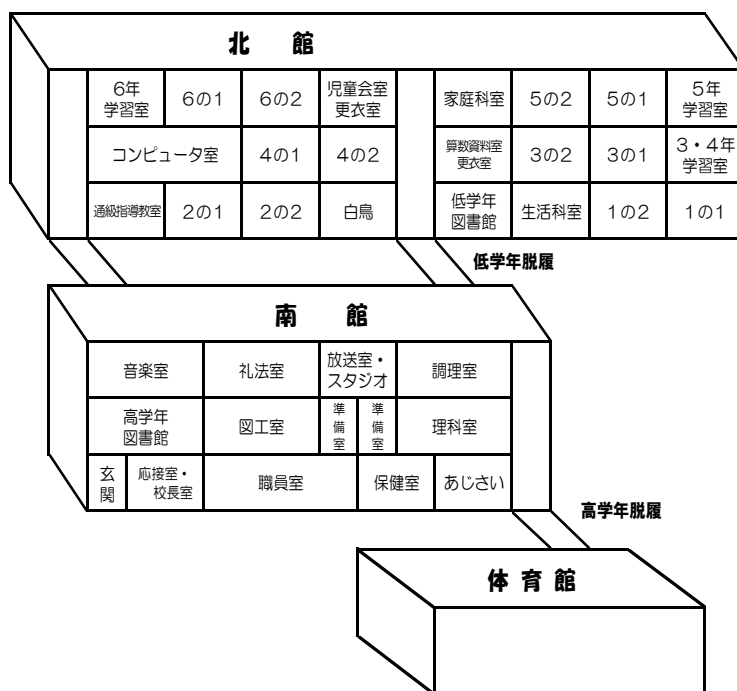 北　館
6年
学習室
6の1
6の2
児童会室
更衣室
家庭科室
5の2
5の1
5年
学習室
コンピュータ室
4の1
4の2
算数資料室
更衣室
3の2
3の1
3・4年
学習室
通級指導教室
2の1
2の2
白鳥
低学年
図書館
生活科室
1の2
1の1
低学年脱履
南　館
音楽室
礼法室
放送室・
スタジオ
調理室
高学年
図書館
図工室
準備室
準備室
理科室
玄関
応接室・
校長室
職員室
保健室
あじさい
高学年脱履
体育館